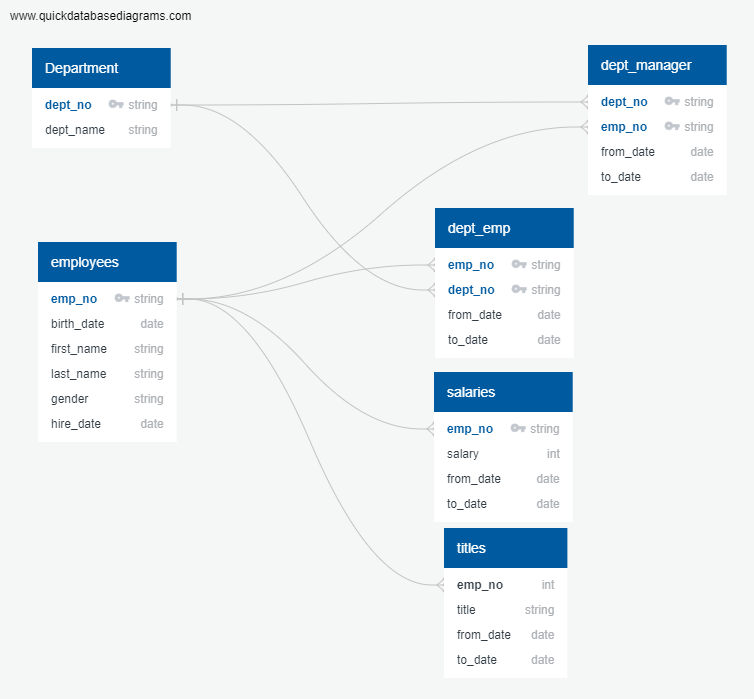 www.quickdatabasediagrams.com
Department
dept_no string
dept_name string
dept_manager
dept_no string
emp_no string
from_date date
to_date date
dept_emp
emp_no string
dept_no string
from_date date
to_date date
employees
emp_no string
birth_date date
first_name string
last_name string
gender string
hire_date date
salaries
emp_no string
salary int
from_date date
to_date date
titles
emp_no int
title string
from_date date
to_date date